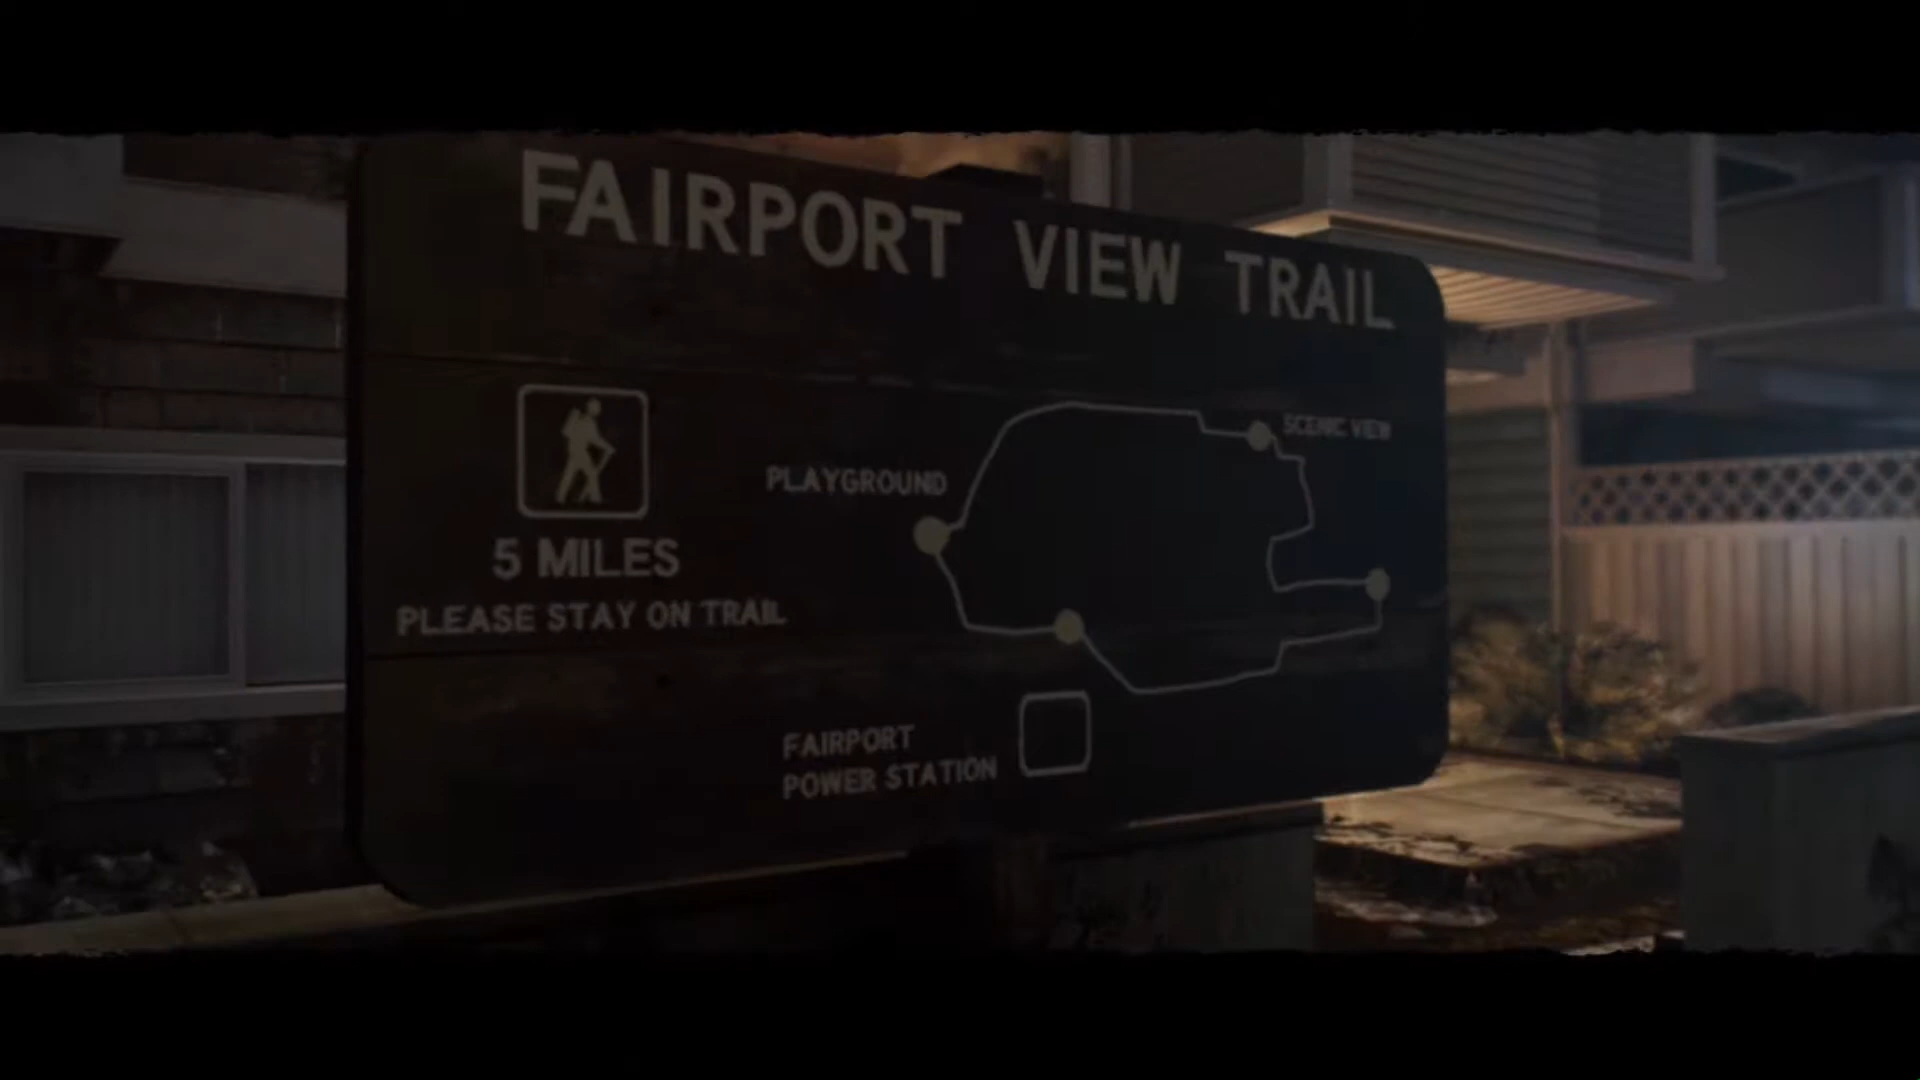 FAIRPORT VIEW TRAIL
SCENIC VIEW
PLAYGROUND
5 MILES
PLEASE STAY ON TRAIL
FAIRPORT
POWER STATION